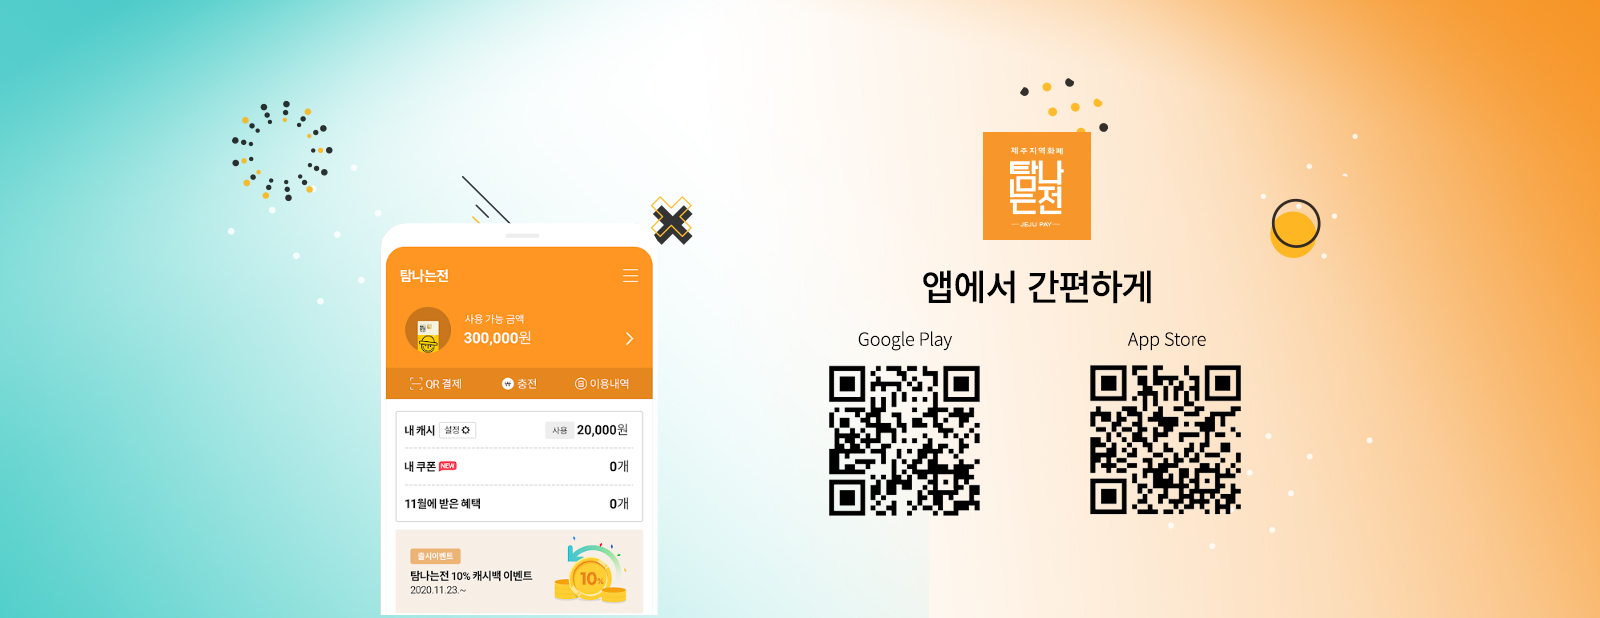 탐나는전
사용 가능 금액
300,000원
QR 결제
충전
이용내역
내 캐시 설정 사용 20,000원
내 쿠폰 NEW 0개
11월에 받은 혜택 0개
출시이벤트
탐나는전 10% 캐시백 이벤트
2020.11.23.~
10%
제주지역화폐
탐나
는전
JEJU PAY
앱에서 간편하게
Google Play
App Store